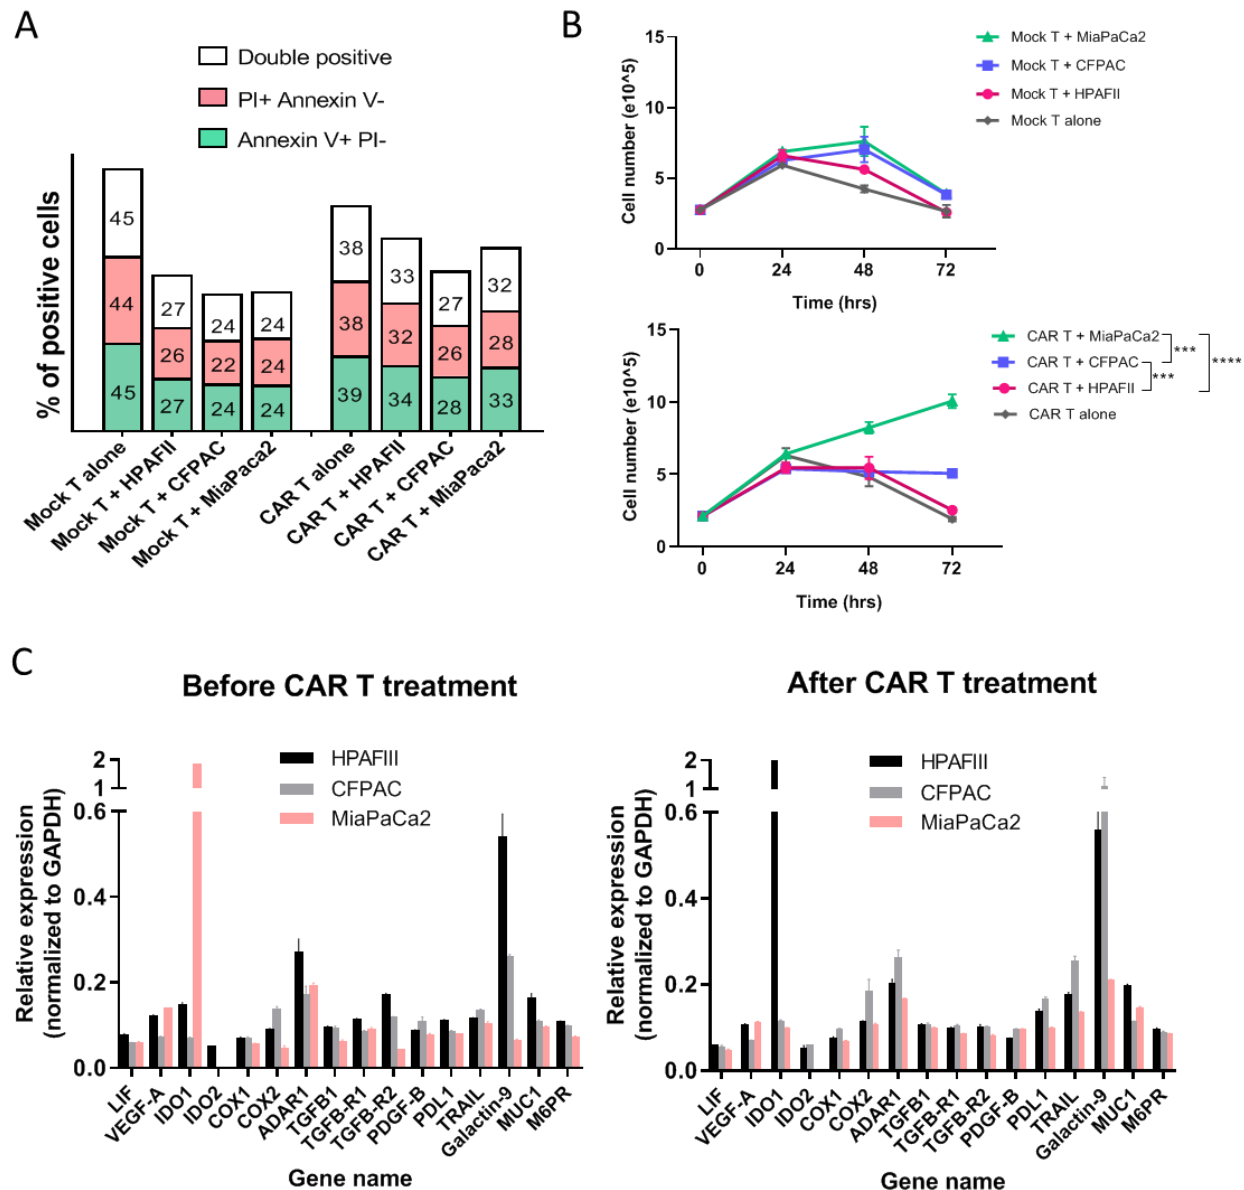 A
Double positive
PI+ Annexin V-
Annexin V+ PI-
% of positive cells
45
44
45
27
26
27
24
22
24
24
24
24
38
38
39
33
32
34
27
26
28
32
28
33
Mock T alone
Mock T + HPAFII
Mock T + CFPAC
Mock T + MiaPaca2
CAR T alone
CAR T + HPAFII
CAR T + CFPAC
CAR T + MiaPaca2
B
Cell number (e10^5)
15
10
5
0
0 24 48 72
Time (hrs)
Mock T + MiaPaCa2
Mock T + CFPAC
Mock T + HPAFII
Mock T alone
Cell number (e10^5)
15
10
5
0
0 24 48 72
Time (hrs)
CAR T + MiaPaCa2
CAR T + CFPAC
CAR T + HPAFII
CAR T alone
***
***
****
C
Before CAR T treatment
Relative expression
(normalized to GAPDH)
2
1
0.6
0.4
0.2
0.0
HPAFIII
CFPAC
MiaPaCa2
LIF
VEGF-A
IDO1
IDO2
COX1
COX2
ADAR1
TGFB1
TGFB-R1
TGFB-R2
PDGF-B
PDL1
TRAIL
Galactin-9
MUC1
M6PR
Gene name
After CAR T treatment
Relative expression
(normalized to GAPDH)
2
1
0.6
0.4
0.2
0.0
HPAFIII
CFPAC
MiaPaCa2
LIF
VEGF-A
IDO1
IDO2
COX1
COX2
ADAR1
TGFB1
TGFB-R1
TGFB-R2
PDGF-B
PDL1
TRAIL
Galactin-9
MUC1
M6PR
Gene name